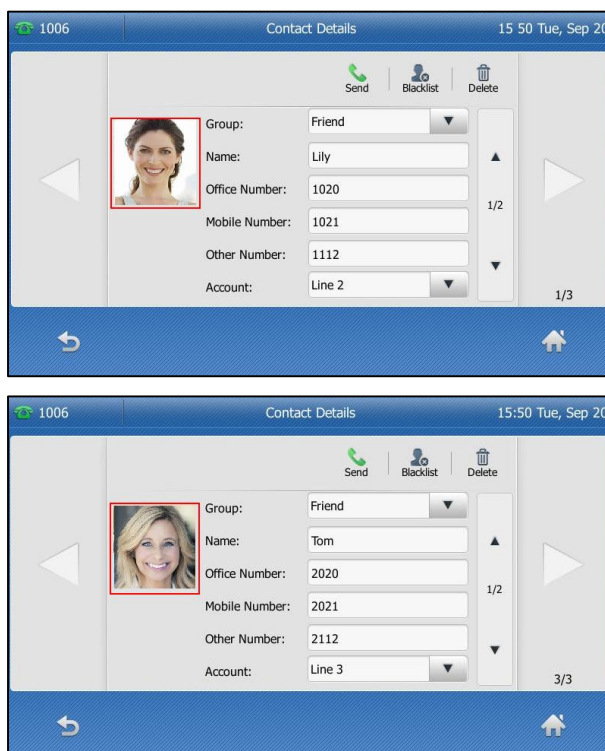 1006 Contact Details 15 50 Tue, Sep 20
Send Blacklist Delete
Group: Friend
Name: Lily
Office Number: 1020
1/2
Mobile Number: 1021
Other Number: 1112
Account: Line 2
1/3
1006 Contact Details 15:50 Tue, Sep 20
Send Blacklist Delete
Group: Friend
Name: Tom
Office Number: 2020
1/2
Mobile Number: 2021
Other Number: 2112
Account: Line 3
3/3